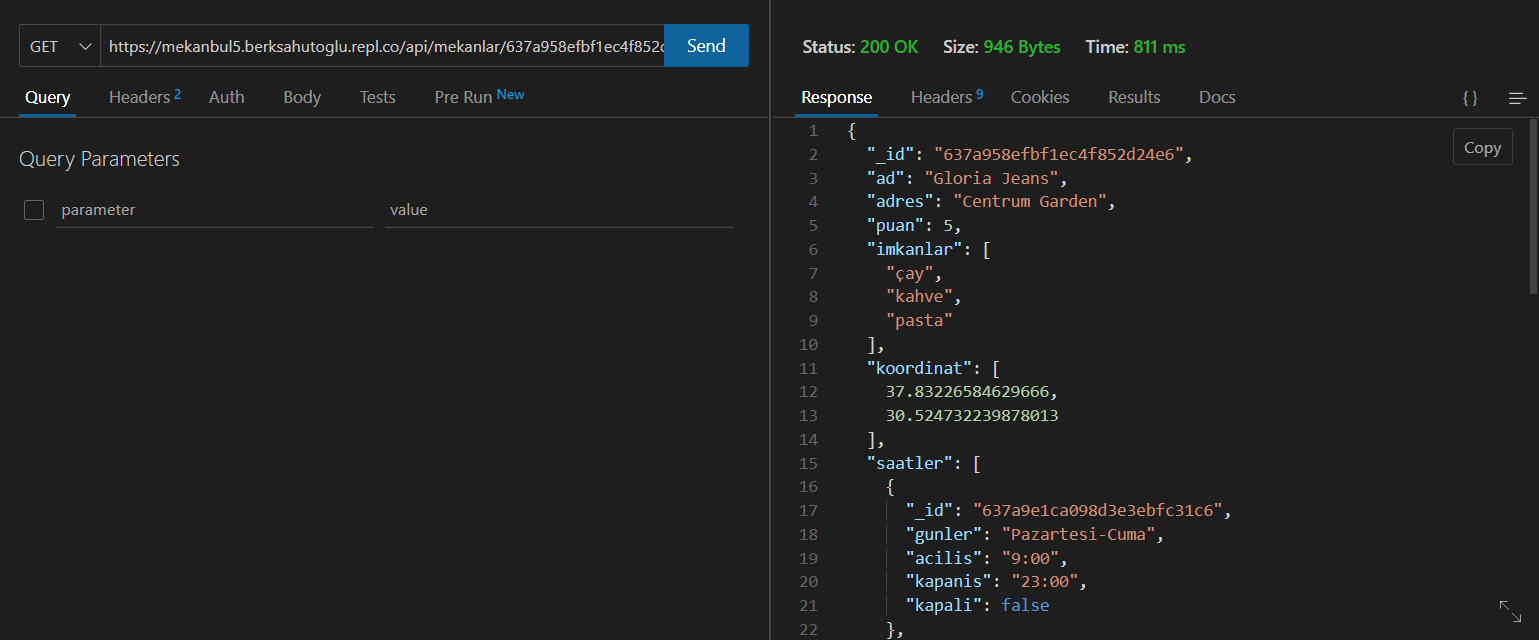 GET https://mekanbul5.berksahutoglu.repl.co/api/mekanlar/637a958efbf1ec4f852d Send
Query Headers 2 Auth Body Tests Pre Run New
Query Parameters
parameter value
Status: 200 OK Size: 946 Bytes Time: 811 ms
Response Headers 9 Cookies Results Docs {}
Copy
1 {
2 "_id": "637a958efbf1ec4f852d24e6",
3 "ad": "Gloria Jeans",
4 "adres": "Centrum Garden",
5 "puan": 5,
6 "imkanlar": [
7 "çay",
8 "kahve",
9 "pasta"
10 ],
11 "koordinat": [
12 37.83226584629666,
13 30.524732239878013
14 ],
15 "saatler": [
16 {
17 "_id": "637a9e1ca098d3e3ebfc31c6",
18 "gunler": "Pazartesi-Cuma",
19 "acilis": "9:00",
20 "kapanis": "23:00",
21 "kapali": false
22 },